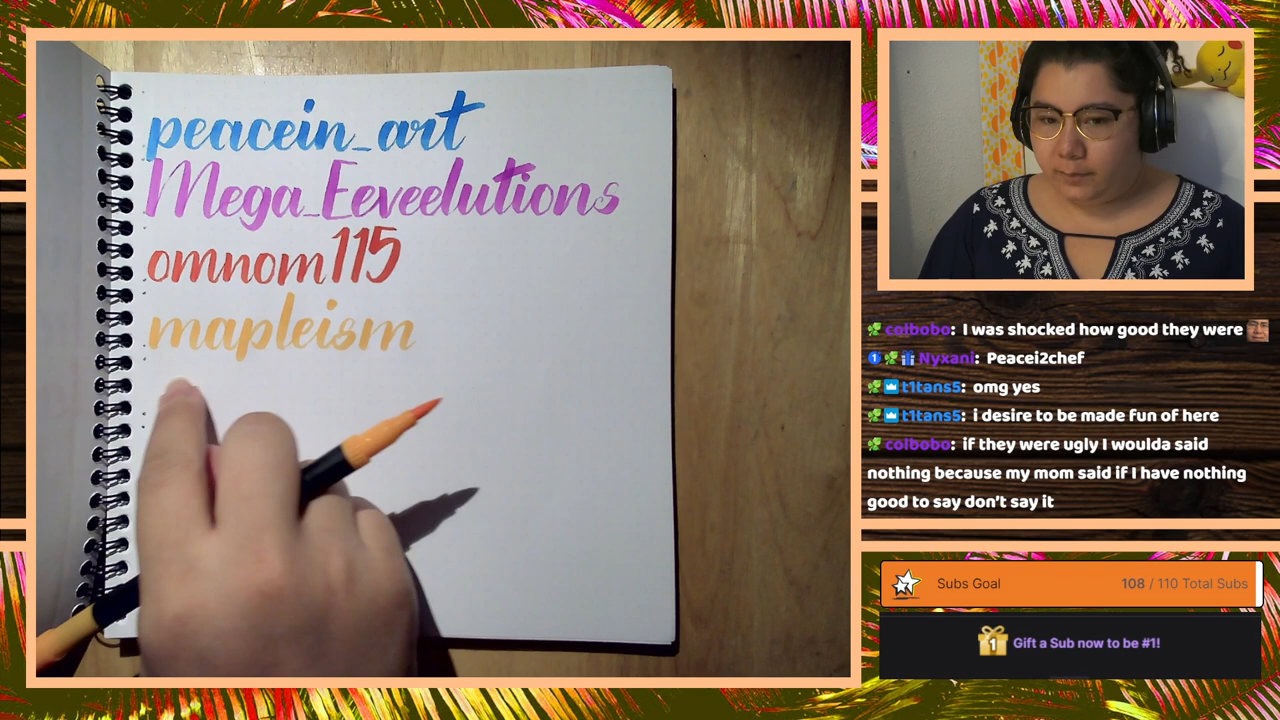 peacein_art
Mega_Eeveelutions
omnom115
mapleism
colbobo: I was shocked how good they were
1 Nyxani: Peacei2chef
t1tans5: omg yes
t1tans5: i desire to be made fun of here
colbobo: if they were ugly I woulda said
nothing because my mom said if I have nothing
good to say don't say it
Subs Goal 108 / 110 Total Subs
1 Gift a Sub now to be #1!